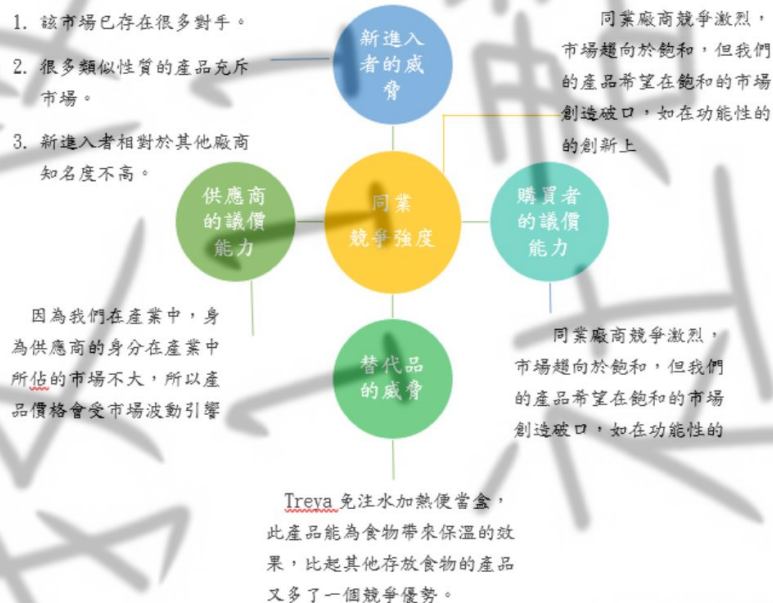 1. 該市場已存在很多對手。
2. 很多類似性質的產品充斥
市場。
3. 新進入者相對於其他廠商
知名度不高。
新進入
者的威
脅
同業廠商競爭激烈，
市場趨向於飽和，但我們
的產品希望在飽和的市場
創造破口，如在功能性的
的創新上
供應商
的議價
能力
同業
競爭強度
購買者
的議價
能力
因為我們在產業中，身
為供應商的身分在產業中
所佔的市場不大，所以產
品價格會受市場波動引響
替代品
的威脅
同業廠商競爭激烈，
市場趨向於飽和，但我們
的產品希望在飽和的市場
創造破口，如在功能性的
Treya 免注水加熱便當盒，
此產品能為食物帶來保溫的效
果，比起其他存放食物的產品
又多了一個競爭優勢。